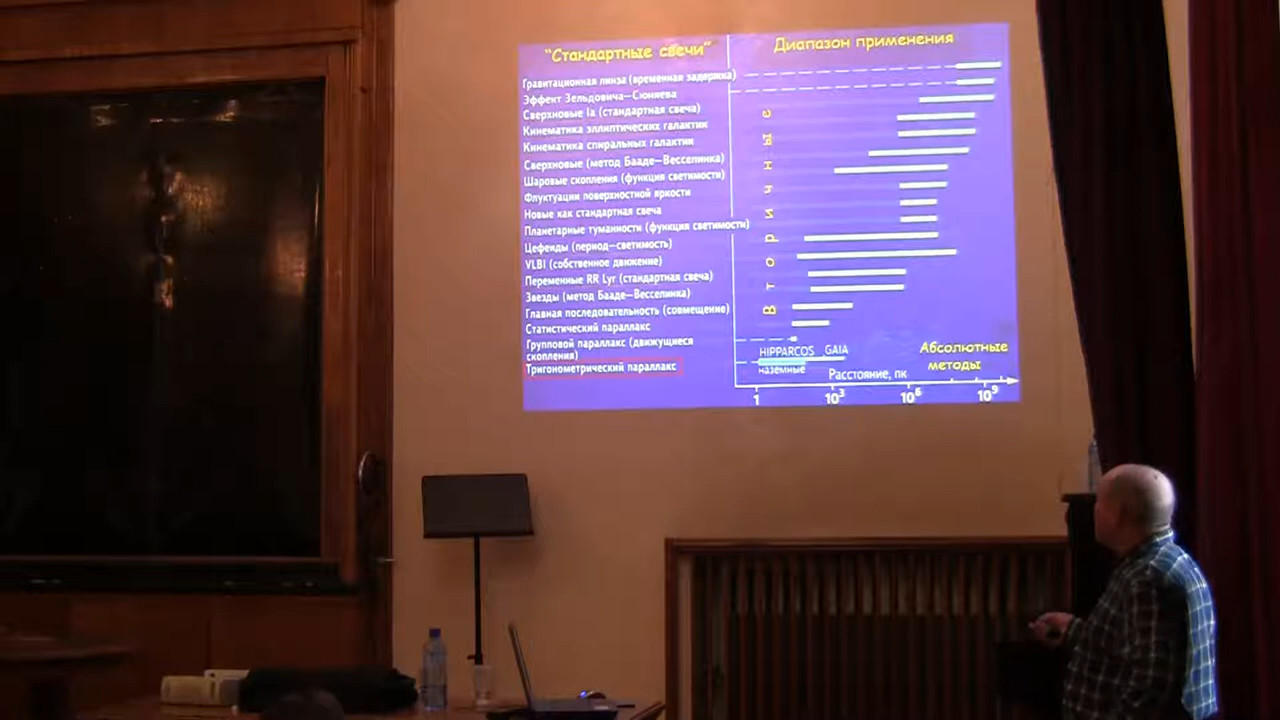 "Стандартные свечи"
Диапазон применения
Гравитационная линза (временная задержка)
Эффект Зельдовича—Сюняева
Сверхновые Ia (стандартная свеча)
Кинематика эллиптических галактик
Кинематика спиральных галактик
Сверхновые (метод Бааде—Весселинка)
Шаровые скопления (функция светимости)
Флуктуации поверхностной яркости
Новые как стандартная свеча
Планетарные туманности (функция светимости)
Цефеиды (период—светимость)
VLBI (собственное движение)
Переменные RR Lyr (стандартная свеча)
Звезды (метод Бааде—Весселинка)
Главная последовательность (совмещение)
Статистический параллакс
Групповой параллакс (движущиеся
скопления)
Тригонометрический параллакс
Вторичные
HIPPARCOS GAIA
наземные
Абсолютные
методы
Расстояние, пк
1 10³ 10⁶ 10⁹